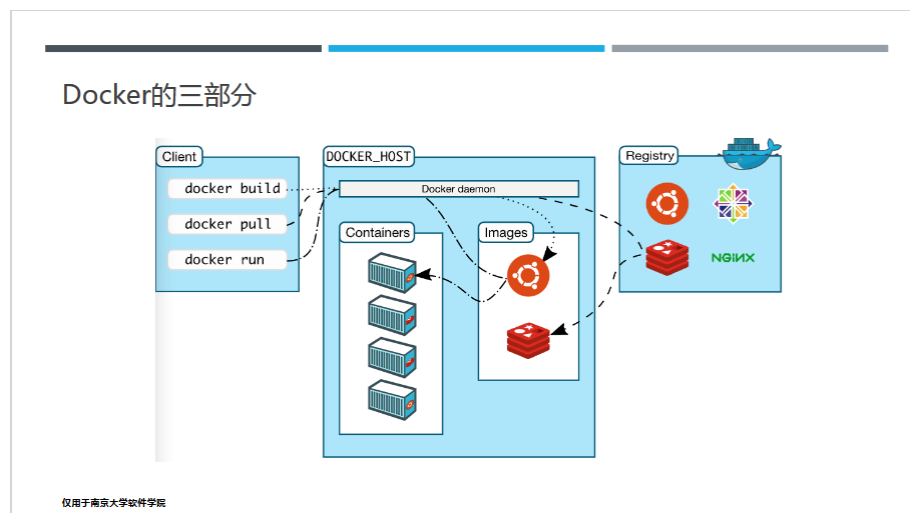 Docker的三部分
Client
docker build
docker pull
docker run
DOCKER_HOST
Docker daemon
Containers
Images
Registry
NGINX
仅用于南京大学软件学院